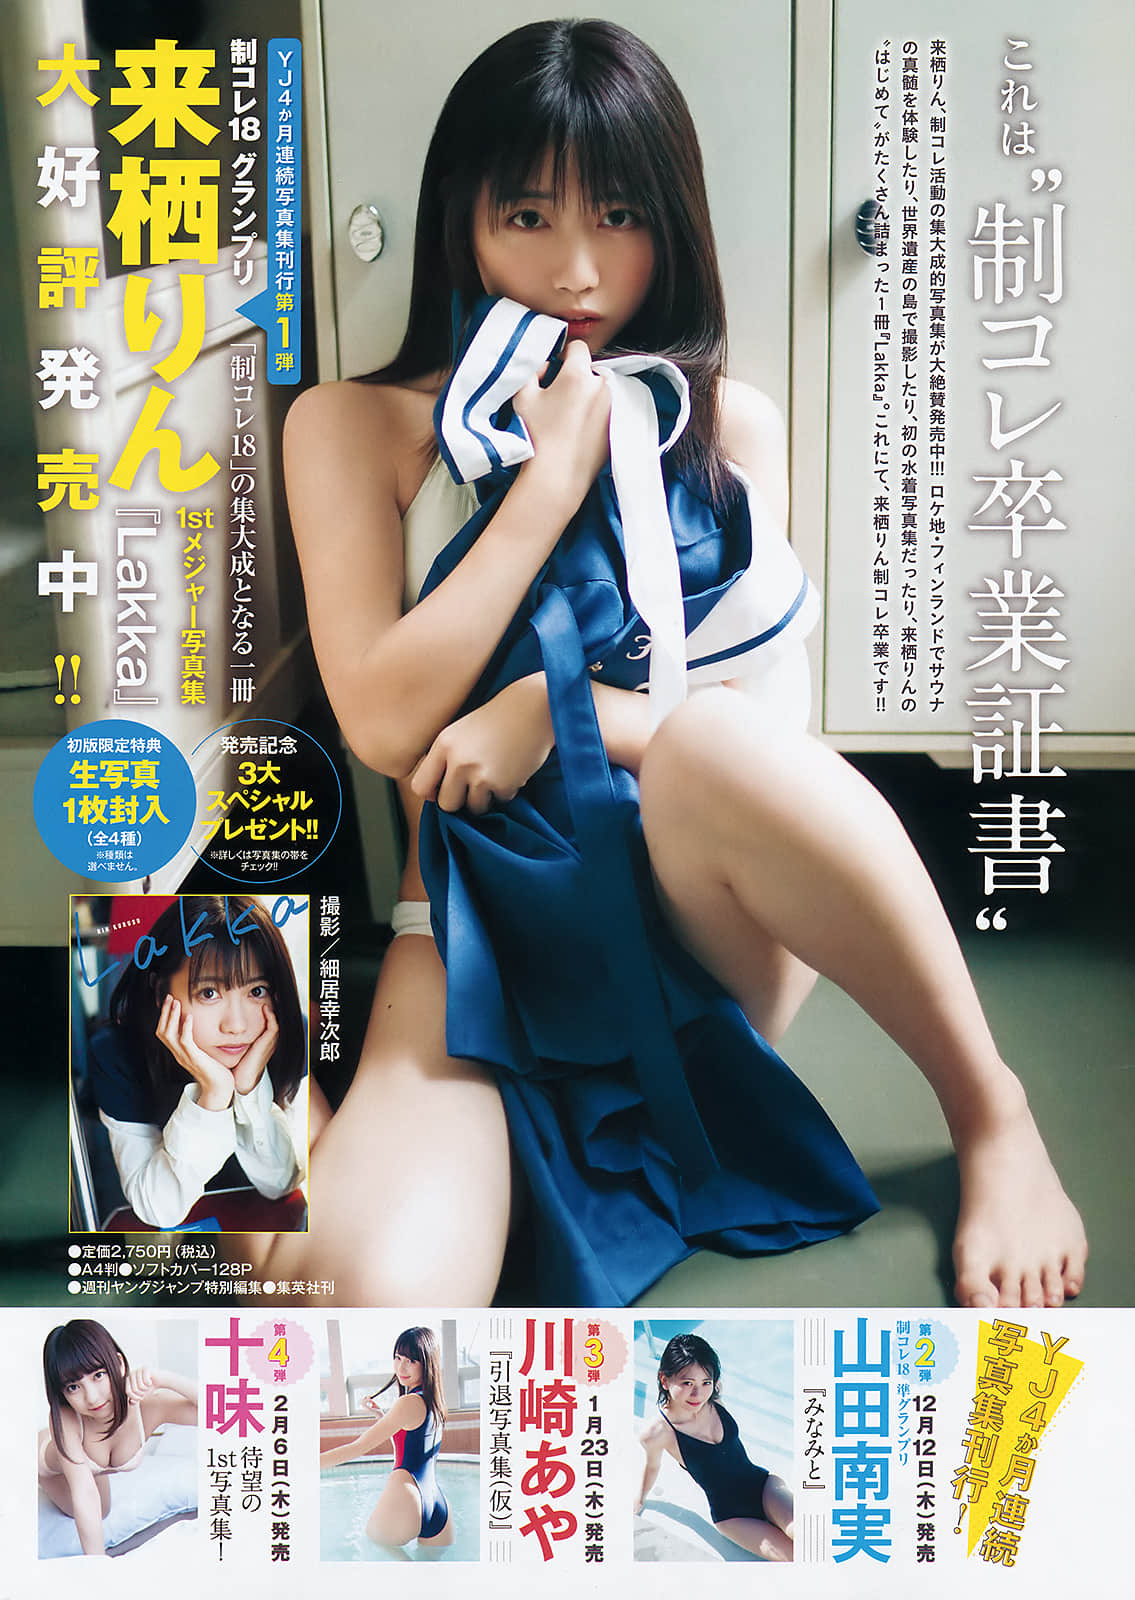 これは〝制コレ卒業証書〟
来栖りん、制コレ活動の集大成的写真集が大絶賛発売中!!! ロケ地・フィンランドでサウナ
の真髄を体験したり、世界遺産の島で撮影したり、初の水着写真集だったり、来栖りんの
〝はじめて〟がたくさん詰まった1冊『Lakka』。これにて、来栖りん制コレ卒業です!!
YJ4か月連続写真集刊行第1弾
制コレ18 グランプリ
「制コレ18」の集大成となる一冊
来栖りん
1stメジャー写真集
『Lakka』
大好評発売中!!
初版限定特典
生写真
1枚封入
(全4種)
※種類は
選べません。
発売記念
3大
スペシャル
プレゼント!!
※詳しくは写真集の帯を
チェック!!
Lakka
RIN KURUSU
撮影/細居幸次郎
●定価2,750円(税込)
●A4判●ソフトカバー128P
●週刊ヤングジャンプ特別編集●集英社刊
YJ4か月連続
写真集刊行!
第2弾
12月12日(木)発売
制コレ18 準グランプリ
山田南実
『みなみと』
第3弾
1月23日(木)発売
川崎あや
『引退写真集(仮)』
第4弾
2月6日(木)発売
十味
待望の
1st写真集!